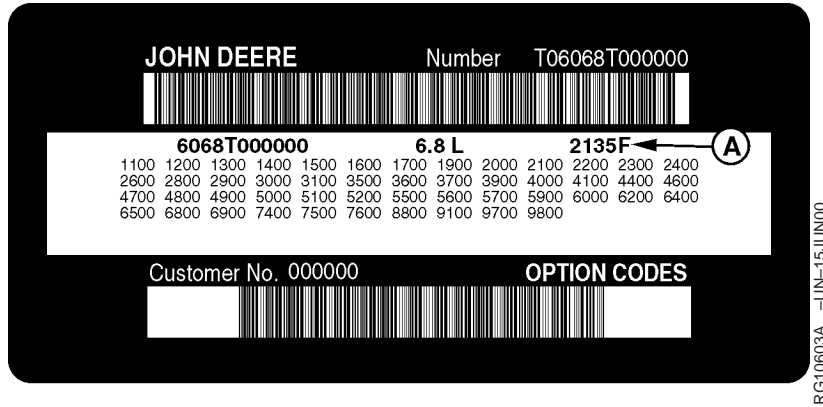 JOHN DEERE Number T06068T000000
6068T000000 6.8 L 2135F A
1100 1200 1300 1400 1500 1600 1700 1900 2000 2100 2200 2300 2400
2600 2800 2900 3000 3100 3500 3600 3700 3900 4000 4100 4400 4600
4700 4800 4900 5000 5100 5200 5500 5600 5700 5900 6000 6200 6400
6500 6800 6900 7400 7500 7600 8800 9100 9700 9800
Customer No. 000000 OPTION CODES
RG10603A –UN–15JUN00